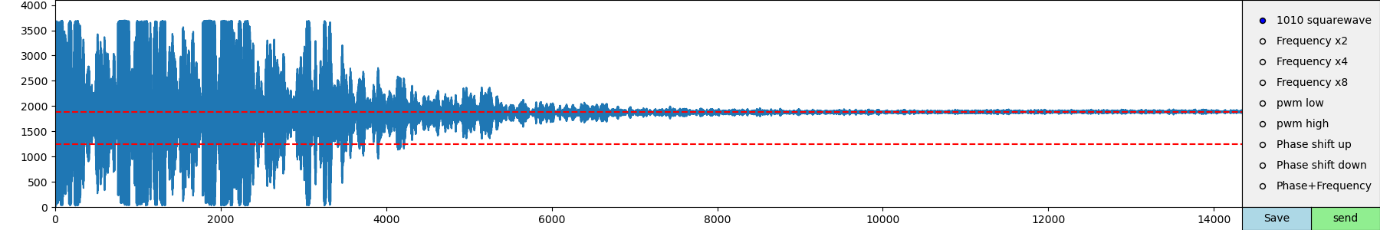 4000
3500
3000
2500
2000
1500
1000
500
0
0 2000 4000 6000 8000 10000 12000 14000
1010 squarewave
Frequency x2
Frequency x4
Frequency x8
pwm low
pwm high
Phase shift up
Phase shift down
Phase+Frequency
Save send